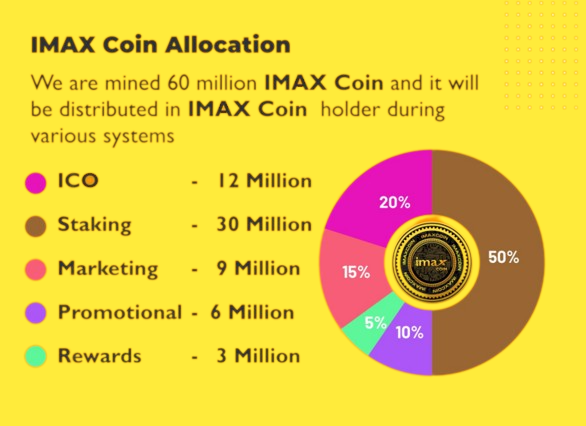 IMAX Coin Allocation
We are mined 60 million IMAX Coin and it will
be distributed in IMAX Coin holder during
various systems
ICO - 12 Million
Staking - 30 Million
Marketing - 9 Million
Promotional - 6 Million
Rewards - 3 Million
20%
50%
15%
5%
10%
IMAXCOIN
imax
COIN